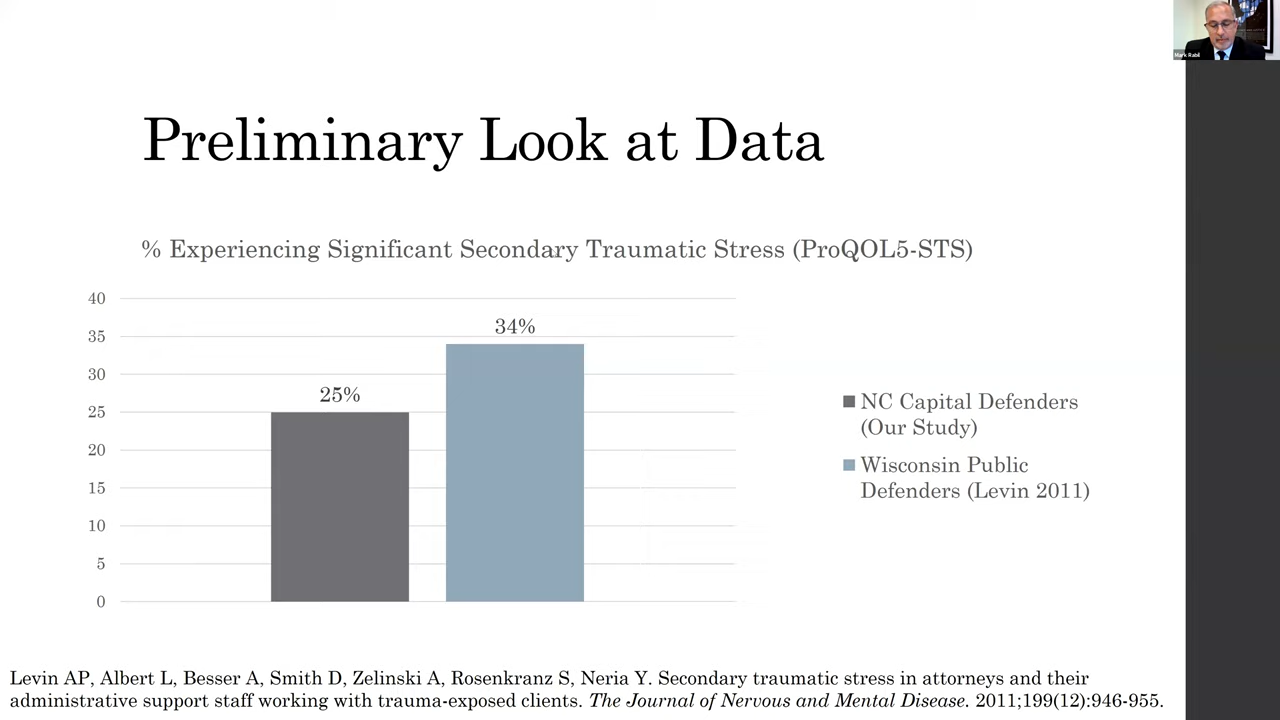 Mark Rabil
Preliminary Look at Data
% Experiencing Significant Secondary Traumatic Stress (ProQOL5-STS)
40
35
30
25
20
15
10
5
0
34%
25%
NC Capital Defenders
(Our Study)
Wisconsin Public
Defenders (Levin 2011)
Levin AP, Albert L, Besser A, Smith D, Zelinski A, Rosenkranz S, Neria Y. Secondary traumatic stress in attorneys and their
administrative support staff working with trauma-exposed clients. The Journal of Nervous and Mental Disease. 2011;199(12):946-955.